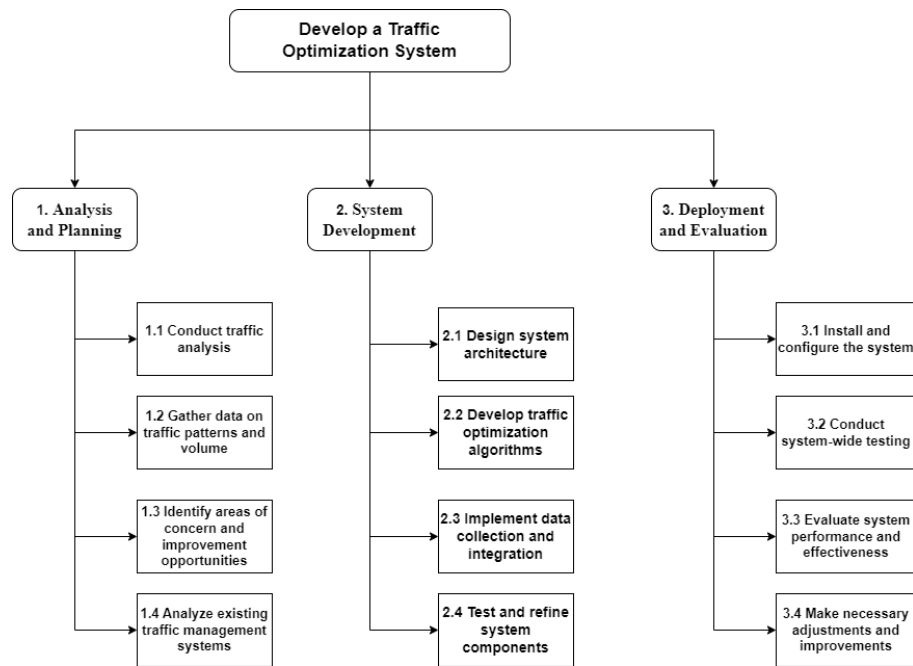 Develop a Traffic
Optimization System
1. Analysis
and Planning
2. System
Development
3. Deployment
and Evaluation
1.1 Conduct traffic
analysis
1.2 Gather data on
traffic patterns and
volume
1.3 Identify areas of
concern and
improvement
opportunities
1.4 Analyze existing
traffic management
systems
2.1 Design system
architecture
2.2 Develop traffic
optimization
algorithms
2.3 Implement data
collection and
integration
2.4 Test and refine
system
components
3.1 Install and
configure the system
3.2 Conduct
system-wide testing
3.3 Evaluate system
performance and
effectiveness
3.4 Make necessary
adjustments and
improvements